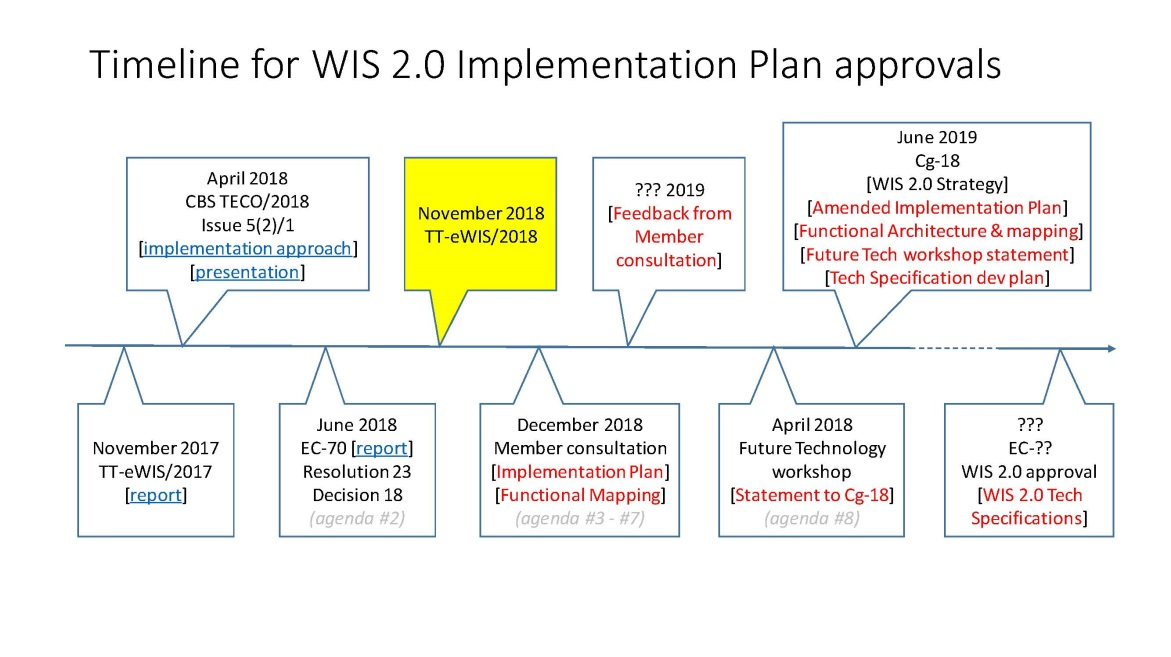 Timeline for WIS 2.0 Implementation Plan approvals
April 2018
CBS TECO/2018
Issue 5(2)/1
[implementation approach]
[presentation]
November 2018
TT-eWIS/2018
??? 2019
[Feedback from
Member
consultation]
June 2019
Cg-18
[WIS 2.0 Strategy]
[Amended Implementation Plan]
[Functional Architecture & mapping]
[Future Tech workshop statement]
[Tech Specification dev plan]
November 2017
TT-eWIS/2017
[report]
June 2018
EC-70 [report]
Resolution 23
Decision 18
(agenda #2)
December 2018
Member consultation
[Implementation Plan]
[Functional Mapping]
(agenda #3 - #7)
April 2018
Future Technology
workshop
[Statement to Cg-18]
(agenda #8)
???
EC-??
WIS 2.0 approval
[WIS 2.0 Tech
Specifications]